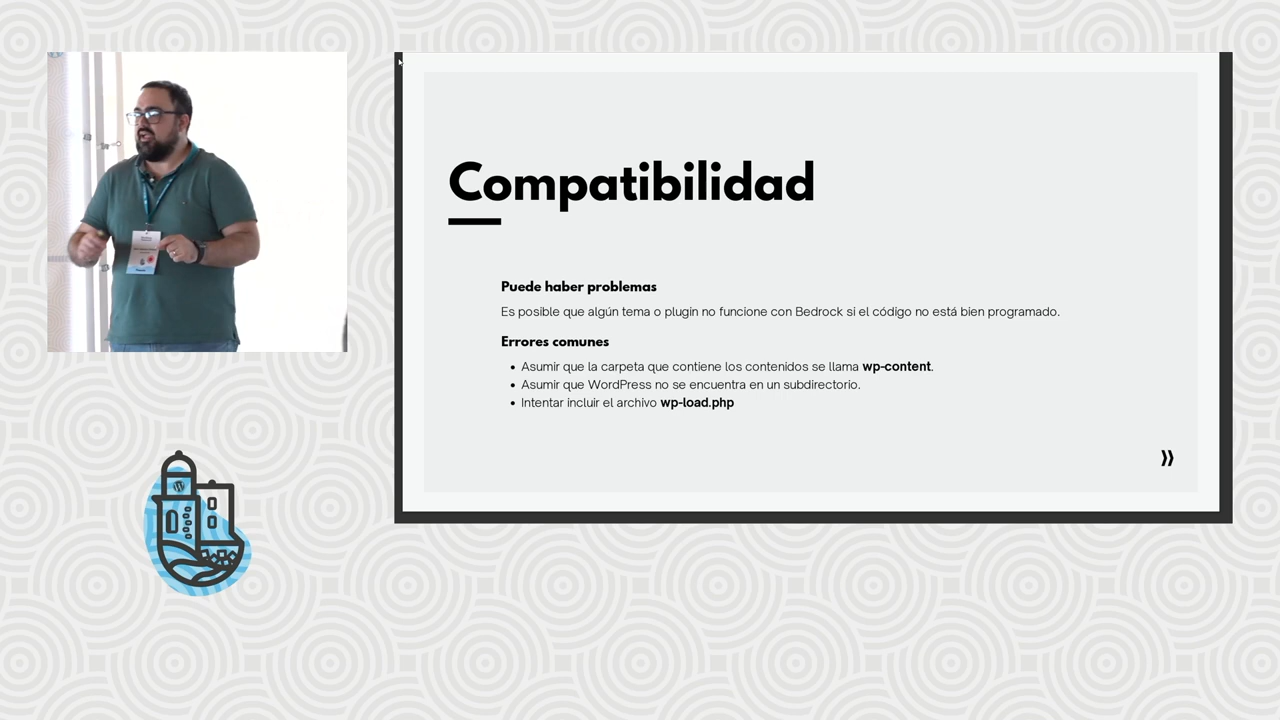 Compatibilidad
Puede haber problemas
Es posible que algún tema o plugin no funcione con Bedrock si el código no está bien programado.
Errores comunes
• Asumir que la carpeta que contiene los contenidos se llama wp-content.
• Asumir que WordPress no se encuentra en un subdirectorio.
• Intentar incluir el archivo wp-load.php